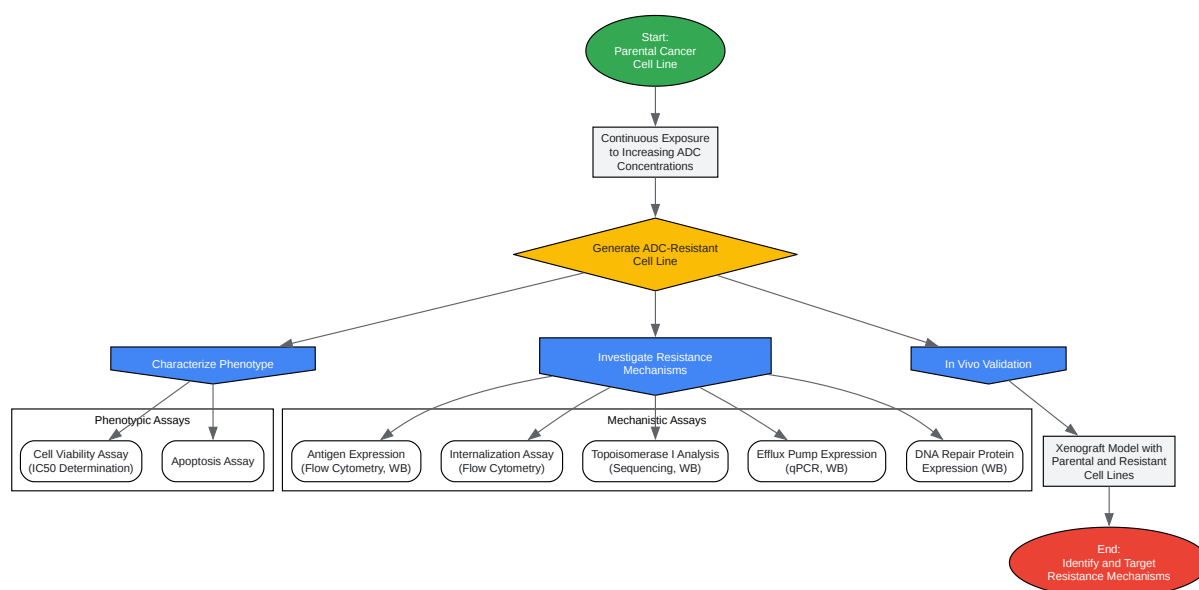 Start:
Parental Cancer
Cell Line
Continuous Exposure
to Increasing ADC
Concentrations
Generate ADC-Resistant
Cell Line
Characterize Phenotype
Investigate Resistance
Mechanisms
In Vivo Validation
Phenotypic Assays
Cell Viability Assay
(IC50 Determination)
Apoptosis Assay
Mechanistic Assays
Antigen Expression
(Flow Cytometry, WB)
Internalization Assay
(Flow Cytometry)
Topoisomerase I Analysis
(Sequencing, WB)
Efflux Pump Expression
(qPCR, WB)
DNA Repair Protein
Expression (WB)
Xenograft Model with
Parental and Resistant
Cell Lines
End:
Identify and Target
Resistance Mechanisms